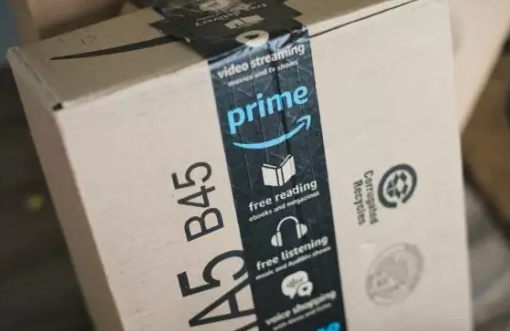 video streaming
movies and tv shows
prime
free reading
ebooks and magazines
free listening
music and Audible shows
voice shopping
B45
A5
Corrugated
Recycles